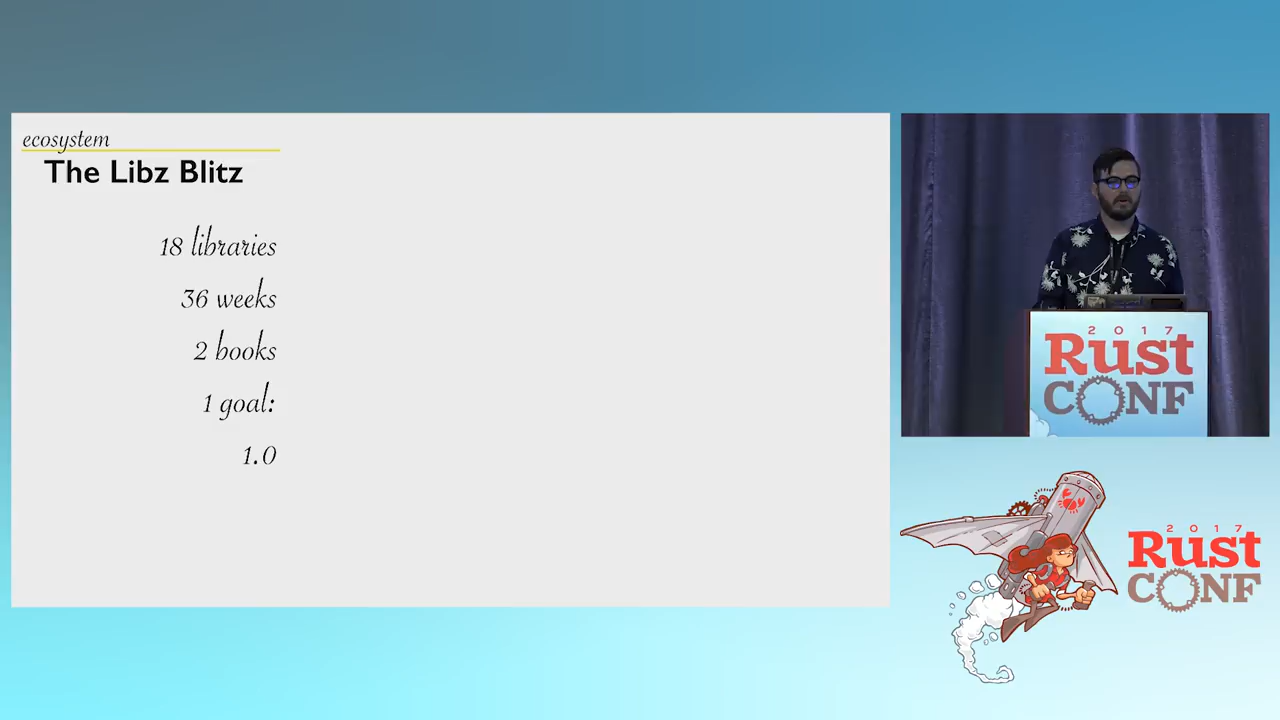 ecosystem
The Libz Blitz
18 libraries
36 weeks
2 books
1 goal:
1.0
2017
Rust
CONF
2017
Rust
CONF